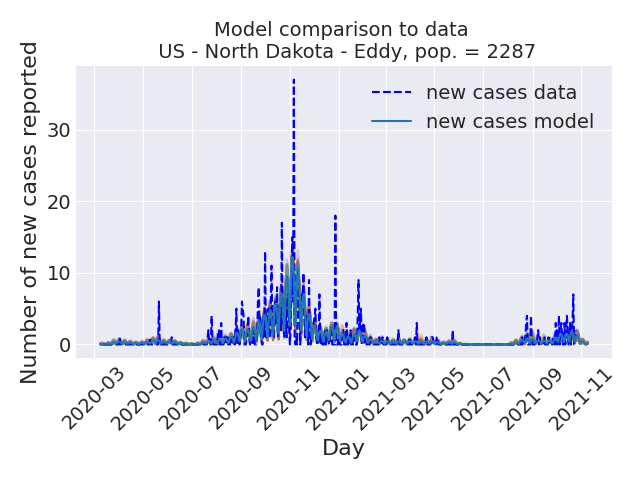 Model comparison to data
US - North Dakota - Eddy, pop. = 2287
new cases data
new cases model
Number of new cases reported
30
20
10
0
2020-03
2020-05
2020-07
2020-09
2020-11
2021-01
2021-03
2021-05
2021-07
2021-09
2021-11
Day